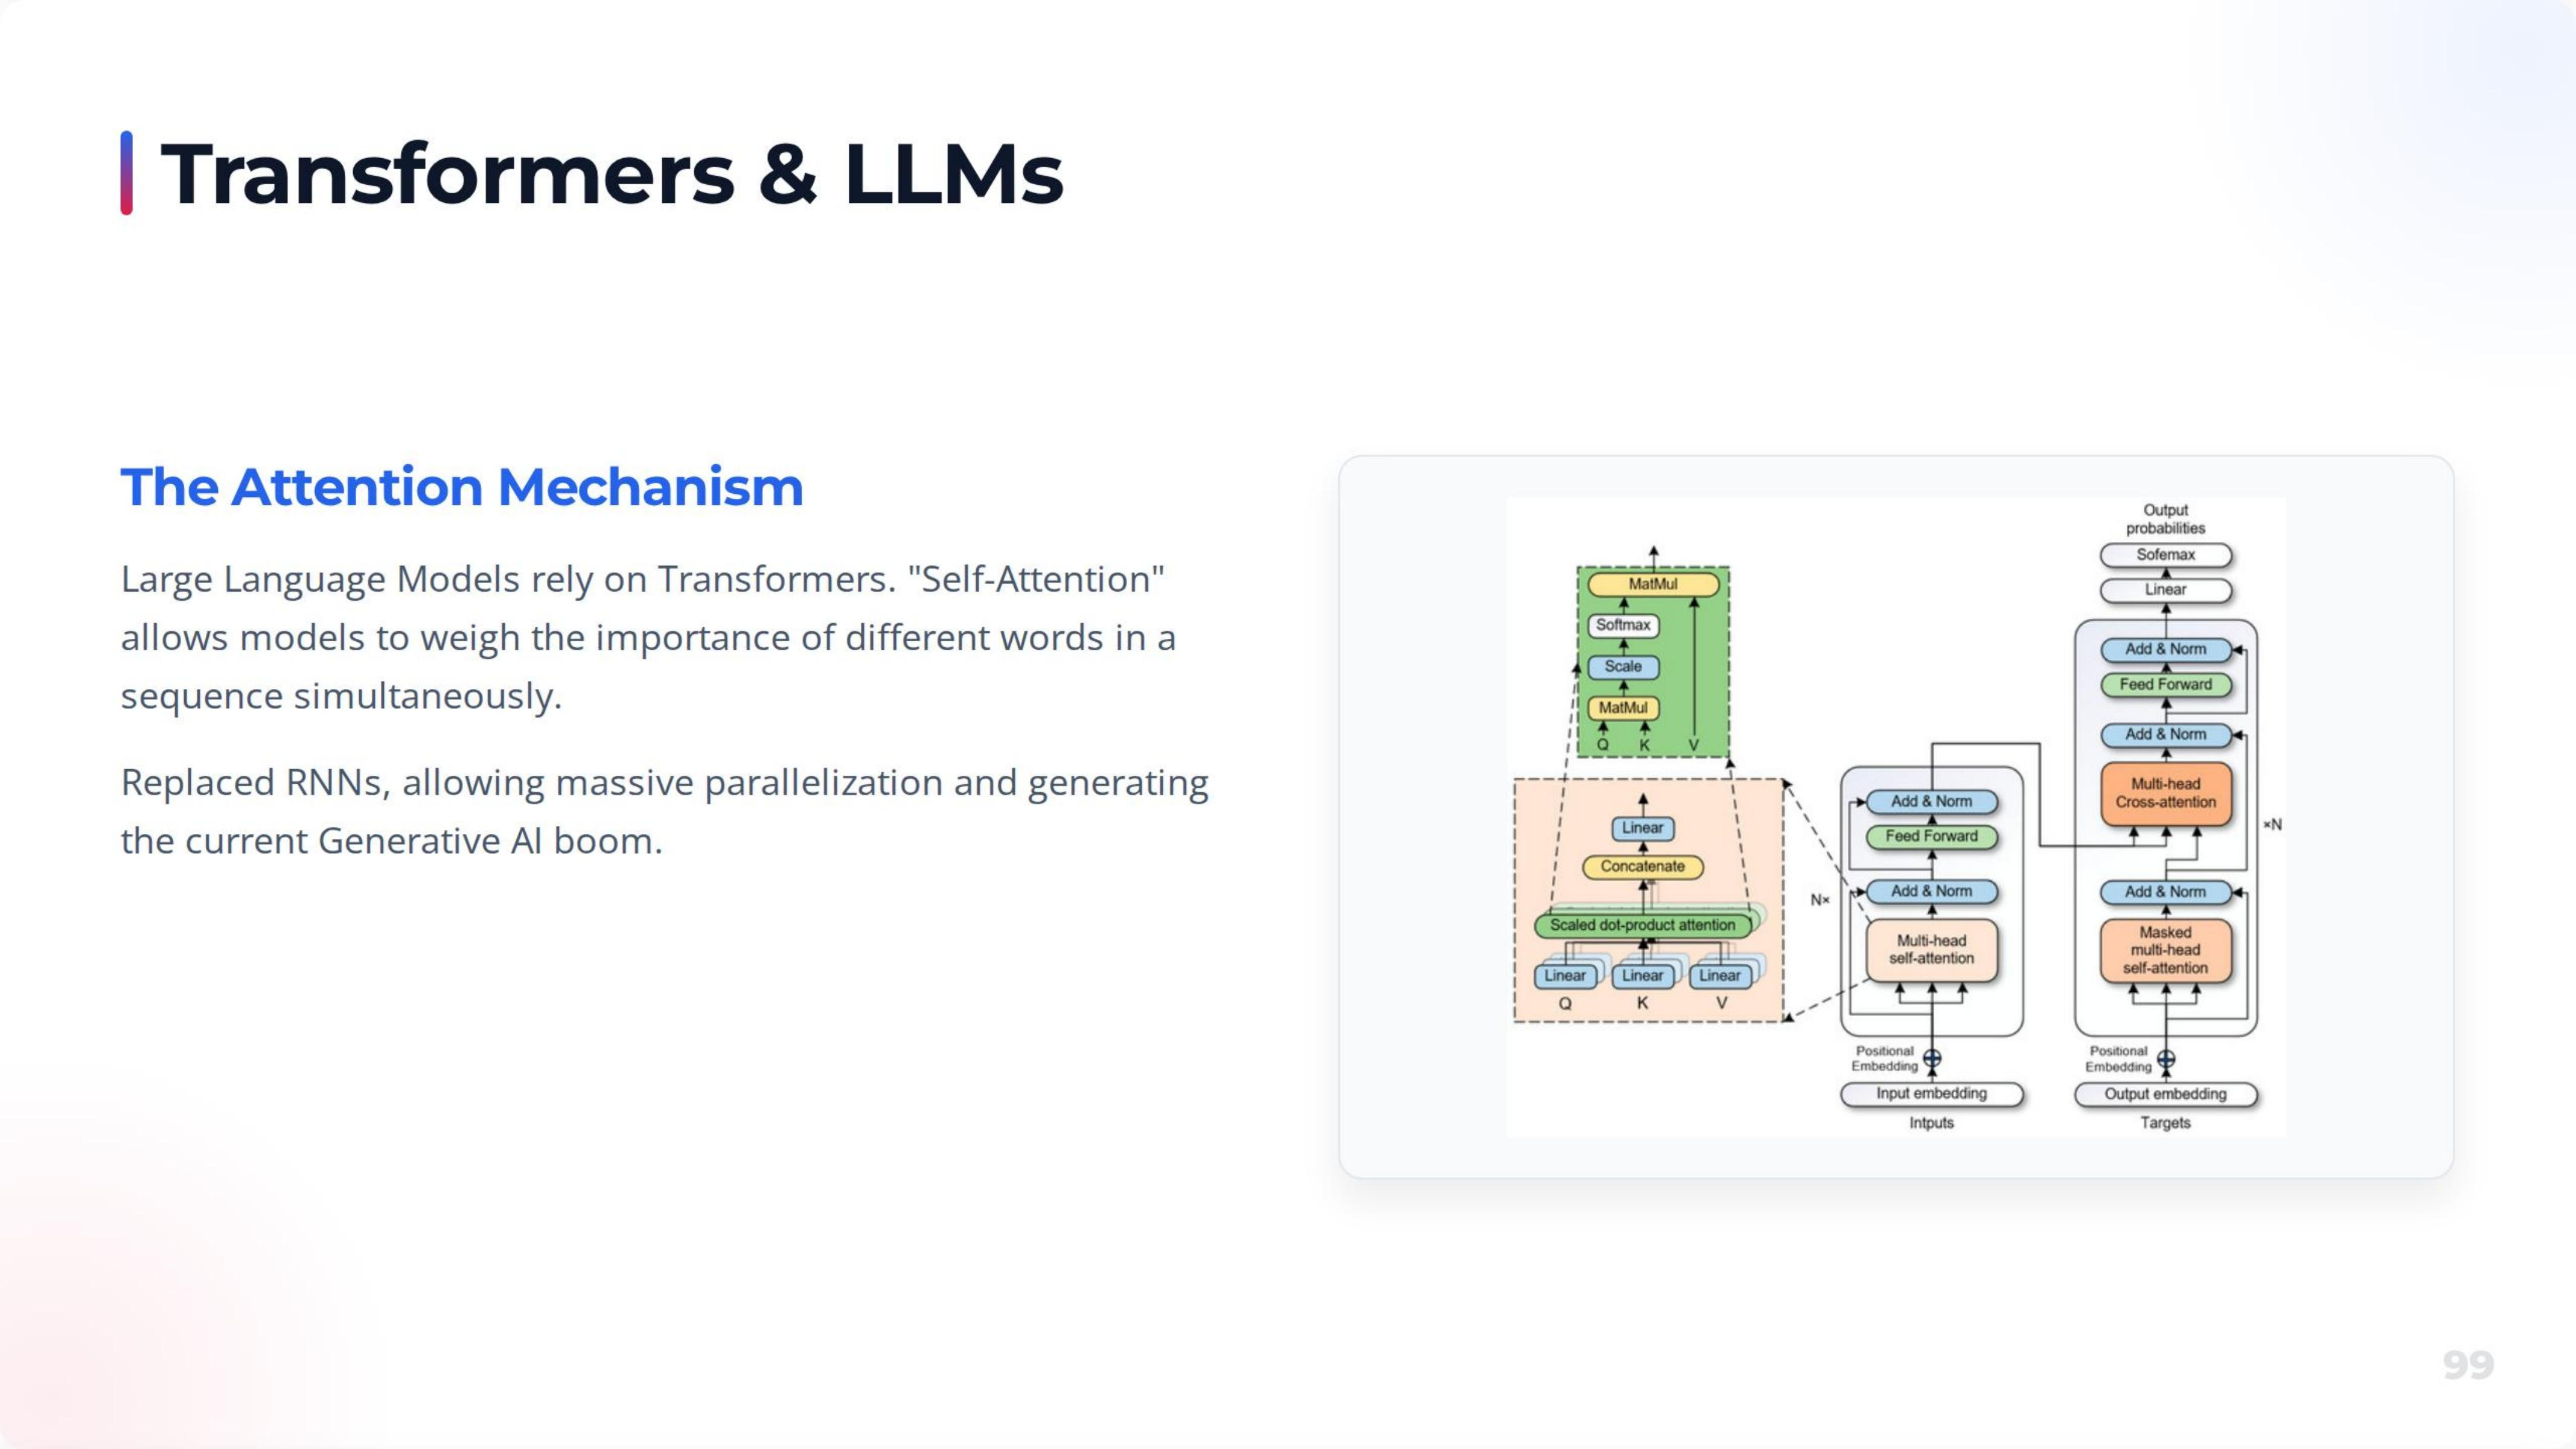 Transformers & LLMs
The Attention Mechanism
Large Language Models rely on Transformers. "Self-Attention"
allows models to weigh the importance of different words in a
sequence simultaneously.
Replaced RNNs, allowing massive parallelization and generating
the current Generative AI boom.
MatMul
Softmax
Scale
MatMul
Q K V
Linear
Concatenate
Scaled dot-product attention
Linear Linear Linear
Q K V
Add & Norm
Feed Forward
N×
Add & Norm
Multi-head
self-attention
Positional
Embedding
Input embedding
Intputs
Output
probabilities
Sofemax
Linear
Add & Norm
Feed Forward
Add & Norm
Multi-head
Cross-attention
×N
Add & Norm
Masked
multi-head
self-attention
Positional
Embedding
Output embedding
Targets
99